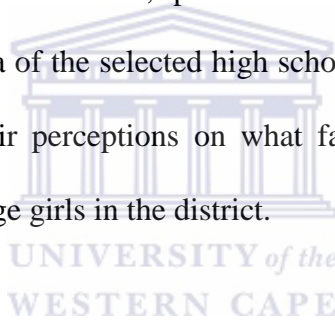 a of the selected high scho
ir perceptions on what fa
ge girls in the district.
UNIVERSITY of the
WESTERN CAPE